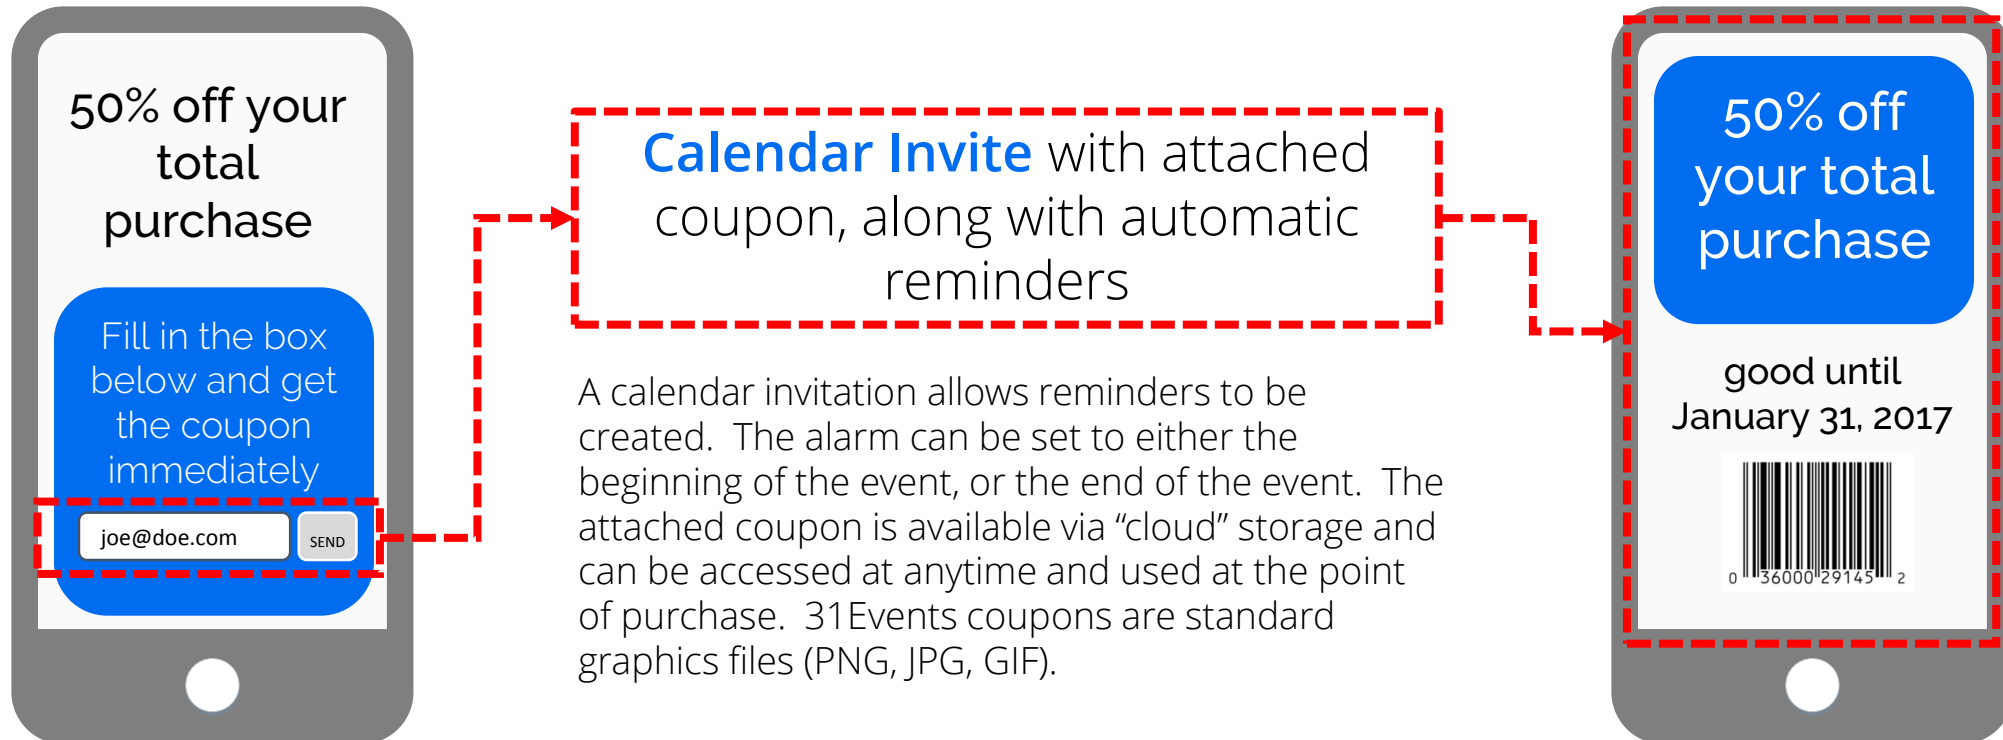 50% off your
total
purchase
Fill in the box
below and get
the coupon
immediately
joe@doe.com
SEND
Calendar Invite with attached
coupon, along with automatic
reminders
A calendar invitation allows reminders to be
created.  The alarm can be set to either the
beginning of the event, or the end of the event.  The
attached coupon is available via “cloud” storage and
can be accessed at anytime and used at the point
of purchase.  31Events coupons are standard
graphics files (PNG, JPG, GIF).
50% off
your total
purchase
good until
January 31, 2017
0 36000 29145 2